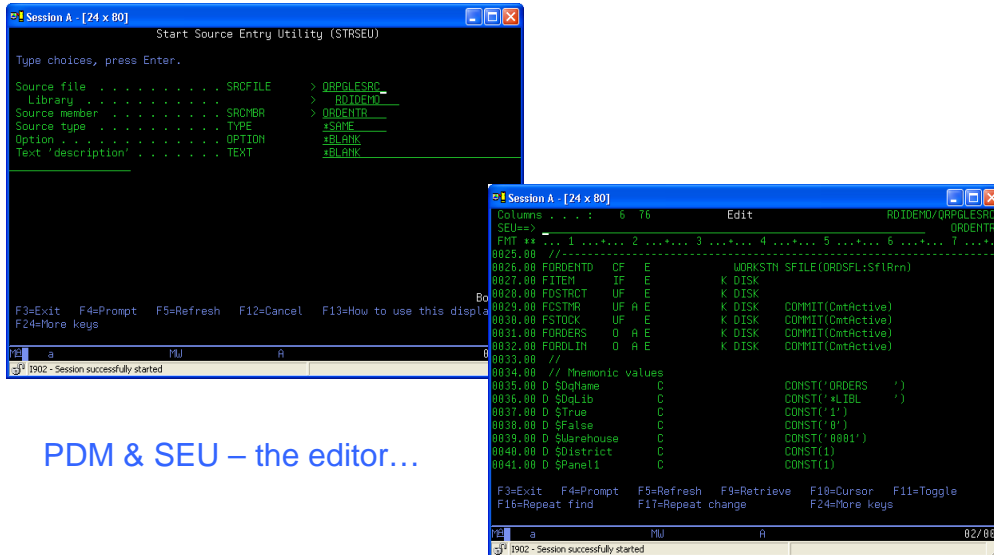 Session A - [24 x 80]
Start Source Entry Utility (STRSEU)
Type choices, press Enter.
Source file . . . . . . . . . . SRCFILE > QRPGLESRC
Library . . . . . . . . . . . > RDIDEMO
Source member . . . . . . . . . SRCMBR > ORDENTR
Source type . . . . . . . . . . TYPE *SAME
Option . . . . . . . . . . . . . OPTION *BLANK
Text 'description' . . . . . . . TEXT *BLANK
Bo
F3=Exit F4=Prompt F5=Refresh F12=Cancel F13=How to use this displa
F24=More keys
MA a MW A 0
I902 - Session successfully started
Session A - [24 x 80]
Columns . . . : 6 76 Edit RDIDEMO/QRPGLESRC
SEU==> ORDENTR
FMT ** ... 1 ...+... 2 ...+... 3 ...+... 4 ...+... 5 ...+... 6 ...+... 7 ...+.
0025.00 //-----------------------------------------------------------------
0026.00 FORDENTD CF E WORKSTN SFILE(ORDSFL:SflRrn)
0027.00 FITEM IF E K DISK
0028.00 FDSTRCT UF E K DISK
0029.00 FCSTMR UF A E K DISK COMMIT(CmtActive)
0030.00 FSTOCK UF E K DISK COMMIT(CmtActive)
0031.00 FORDERS O A E K DISK COMMIT(CmtActive)
0032.00 FORDLIN O A E K DISK COMMIT(CmtActive)
0033.00 //
0034.00 // Mnemonic values
0035.00 D $DqName C CONST('ORDERS ')
0036.00 D $DqLib C CONST('*LIBL ')
0037.00 D $True C CONST('1')
0038.00 D $False C CONST('0')
0039.00 D $Warehouse C CONST('0001')
0040.00 D $District C CONST(1)
0041.00 D $Panel1 C CONST(1)
F3=Exit F4=Prompt F5=Refresh F9=Retrieve F10=Cursor F11=Toggle
F16=Repeat find F17=Repeat change F24=More keys
MA a MW A 02/00
I902 - Session successfully started
PDM & SEU – the editor…